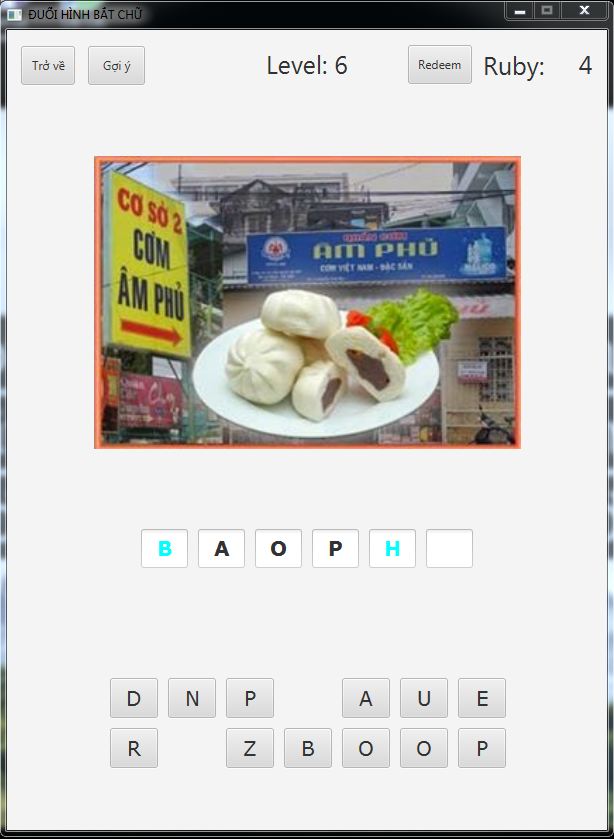 ĐUỔI HÌNH BẮT CHỮ
Trở về
Gợi ý
Level: 6
Redeem
Ruby: 4
CƠ SỞ 2
CƠM
ÂM PHỦ
QUÁN CƠM
ÂM PHỦ
CƠM VIỆT NAM - ĐẶC SẢN
B A O P H
D N P A U E
R Z B O O P